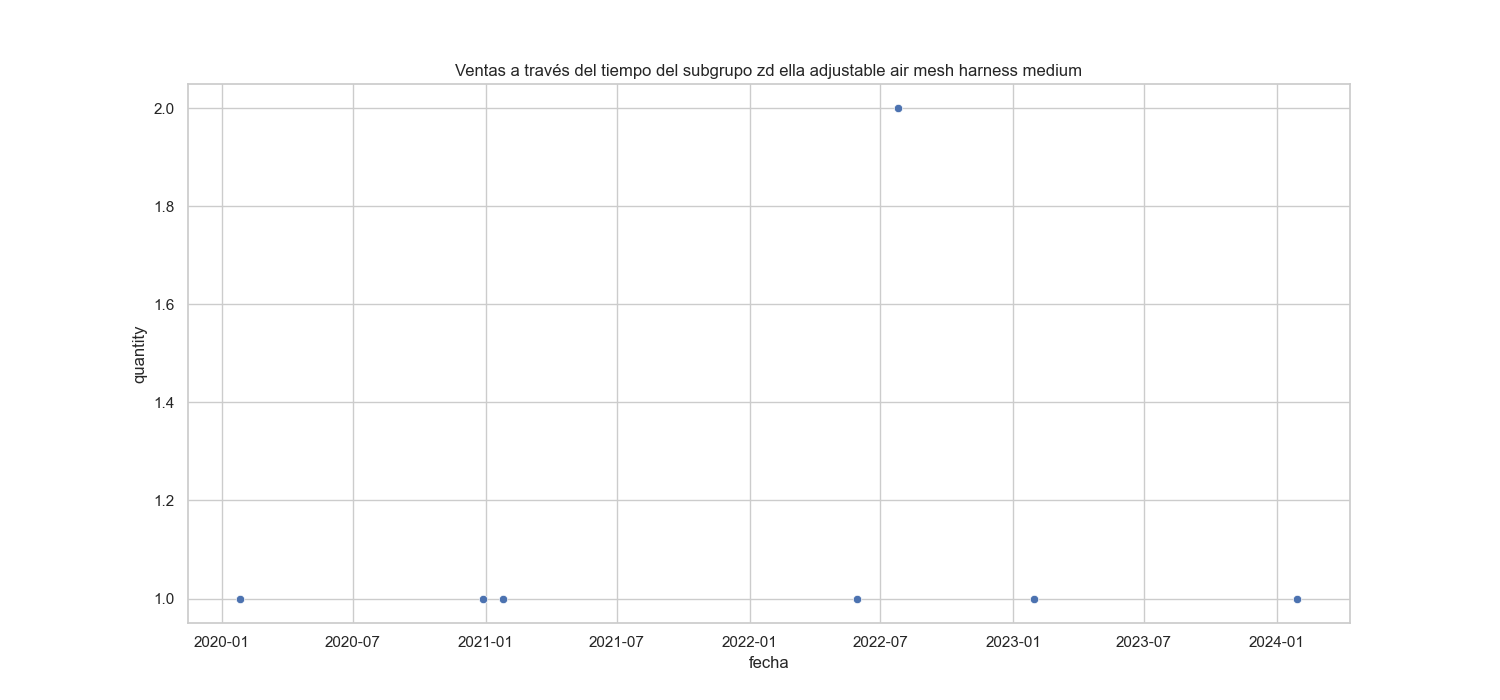 Ventas a través del tiempo del subgrupo zd ella adjustable air mesh harness medium
2.0
1.8
1.6
1.4
1.2
1.0
quantity
2020-01 2020-07 2021-01 2021-07 2022-01 2022-07 2023-01 2023-07 2024-01
fecha